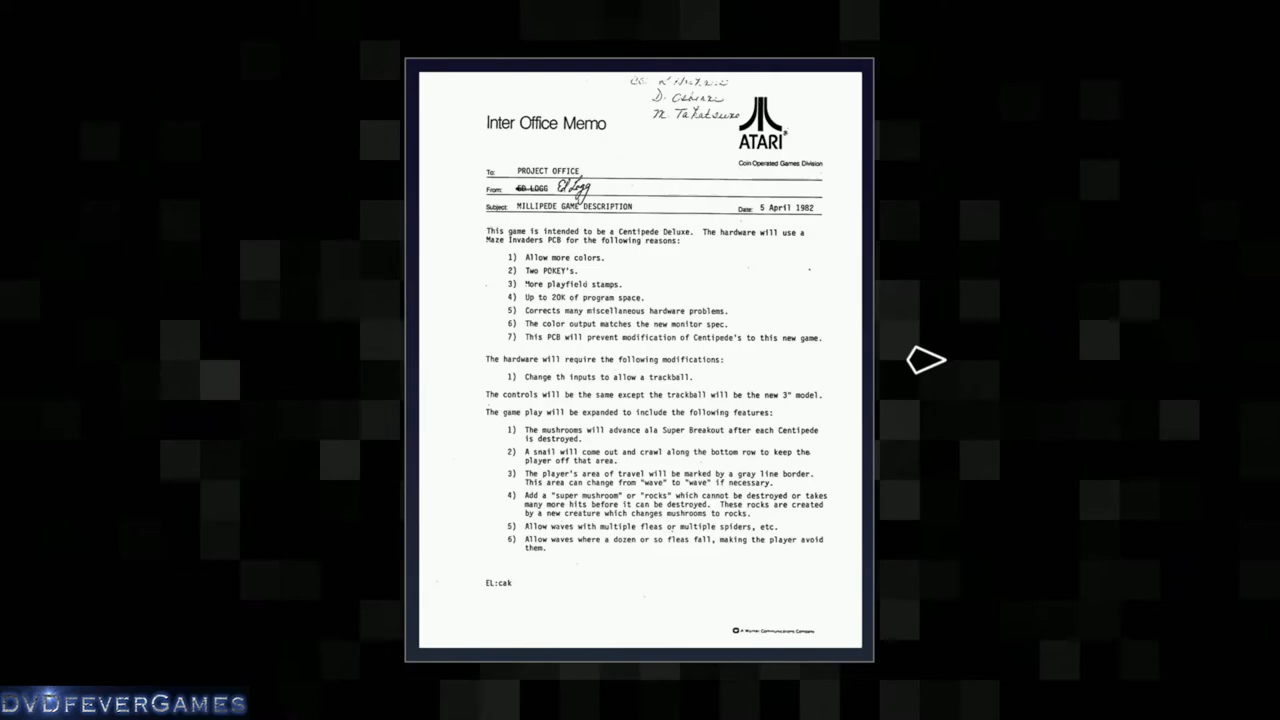 D.
M. Takatsuno
Inter Office Memo
ATARI®
Coin Operated Games Division
To: PROJECT OFFICE
From: ED LOGG Ed Logg
Subject: MILLIPEDE GAME DESCRIPTION Date: 5 April 1982
This game is intended to be a Centipede Deluxe. The hardware will use a
Maze Invaders PCB for the following reasons:
1) Allow more colors.
2) Two POKEY's.
3) More playfield stamps.
4) Up to 20K of program space.
5) Corrects many miscellaneous hardware problems.
6) The color output matches the new monitor spec.
7) This PCB will prevent modification of Centipede's to this new game.
The hardware will require the following modifications:
1) Change th inputs to allow a trackball.
The controls will be the same except the trackball will be the new 3" model.
The game play will be expanded to include the following features:
1) The mushrooms will advance ala Super Breakout after each Centipede
is destroyed.
2) A snail will come out and crawl along the bottom row to keep the
player off that area.
3) The player's area of travel will be marked by a gray line border.
This area can change from "wave" to "wave" if necessary.
4) Add a "super mushroom" or "rocks" which cannot be destroyed or takes
many more hits before it can be destroyed. These rocks are created
by a new creature which changes mushrooms to rocks.
5) Allow waves with multiple fleas or multiple spiders, etc.
6) Allow waves where a dozen or so fleas fall, making the player avoid
them.
EL:cak
A Warner Communications Company
DVDFEVERGAMES